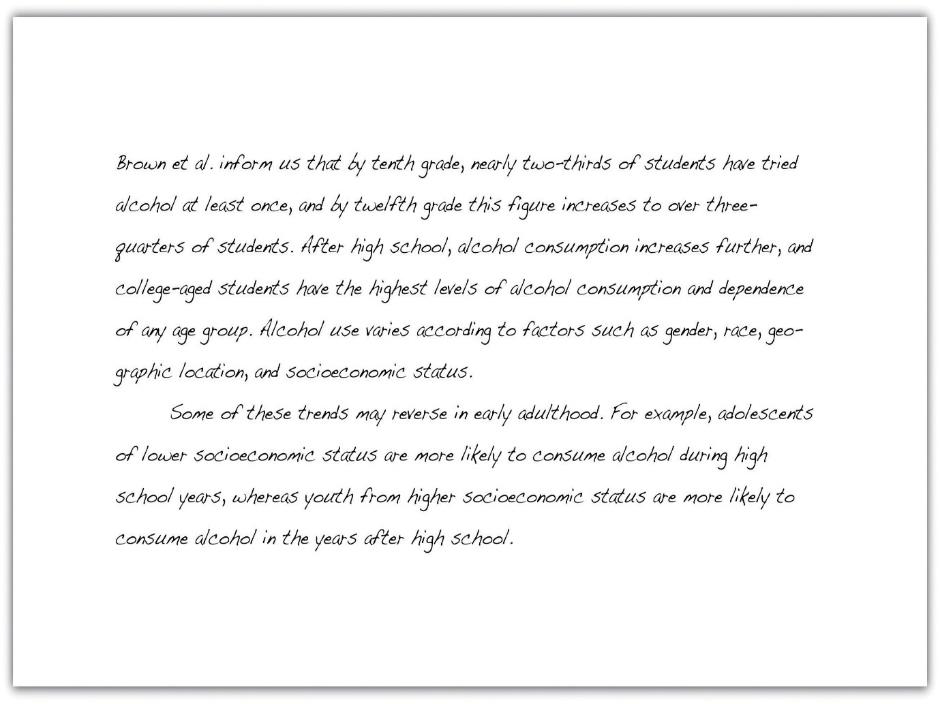 Brown et al. inform us that by tenth grade, nearly two-thirds of students have tried
alcohol at least once, and by twelfth grade this figure increases to over three-
quarters of students. After high school, alcohol consumption increases further, and
college-aged students have the highest levels of alcohol consumption and dependence
of any age group. Alcohol use varies according to factors such as gender, race, geo-
graphic location, and socioeconomic status.
Some of these trends may reverse in early adulthood. For example, adolescents
of lower socioeconomic status are more likely to consume alcohol during high
school years, whereas youth from higher socioeconomic status are more likely to
consume alcohol in the years after high school.